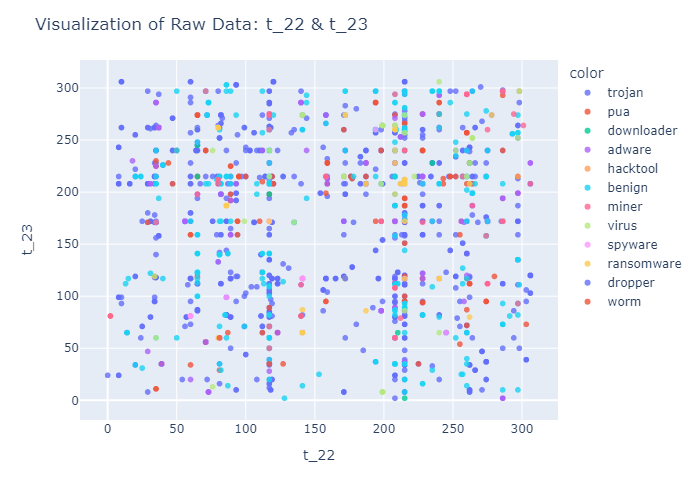 Visualization of Raw Data: t_22 & t_23
color
trojan
pua
downloader
adware
hacktool
benign
miner
virus
spyware
ransomware
dropper
worm
t_23
300
250
200
150
100
50
0
0 50 100 150 200 250 300
t_22